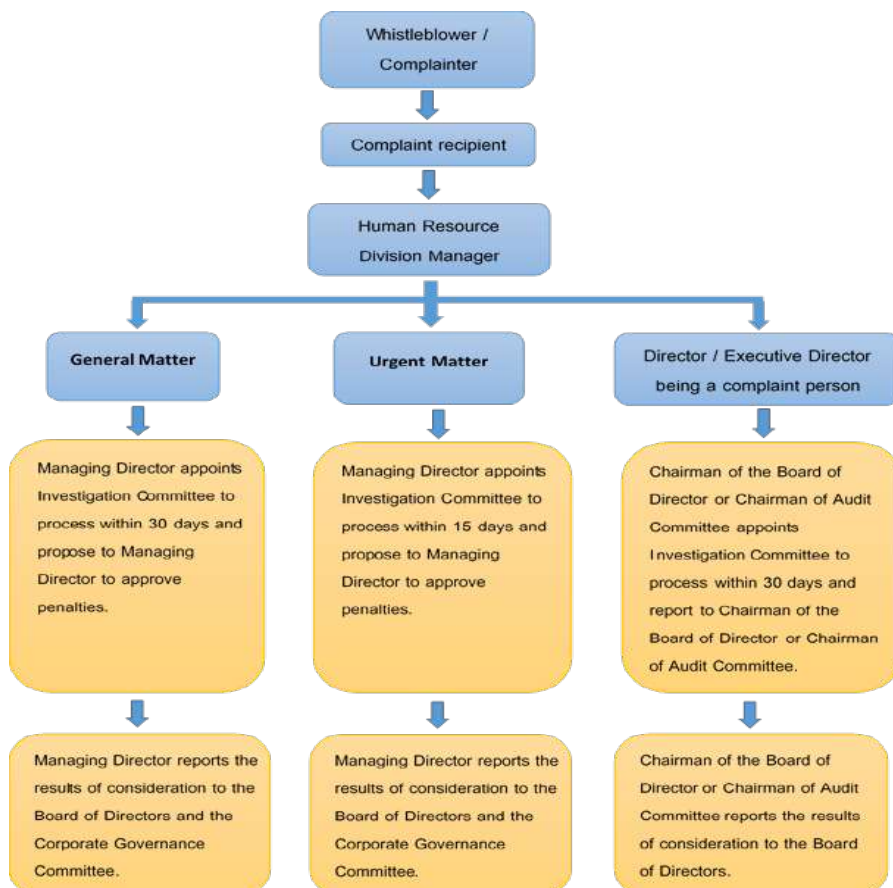 Whistleblower /
Complainter
Complaint recipient
Human Resource
Division Manager
General Matter
Urgent Matter
Director / Executive Director
being a complaint person
Managing Director appoints
Investigation Committee to
process within 30 days and
propose to Managing
Director to approve
penalties.
Managing Director appoints
Investigation Committee to
process within 15 days and
propose to Managing
Director to approve
penalties.
Chairman of the Board of
Director or Chairman of Audit
Committee appoints
Investigation Committee to
process within 30 days and
report to Chairman of the
Board of Director or Chairman
of Audit Committee.
Managing Director reports the
results of consideration to the
Board of Directors and the
Corporate Governance
Committee.
Managing Director reports the
results of consideration to the
Board of Directors and the
Corporate Governance
Committee.
Chairman of the Board of
Director or Chairman of Audit
Committee reports the results
of consideration to the Board
of Directors.